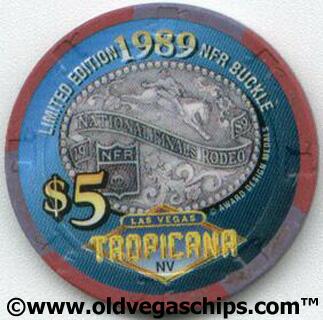 LIMITED EDITION 1989 NFR BUCKLE
NATIONAL FINALS RODEO
19 89
NFR
© AWARD DESIGN MEDALS
$5
LAS VEGAS
TROPICANA
NV
©www.oldvegaschips.com™